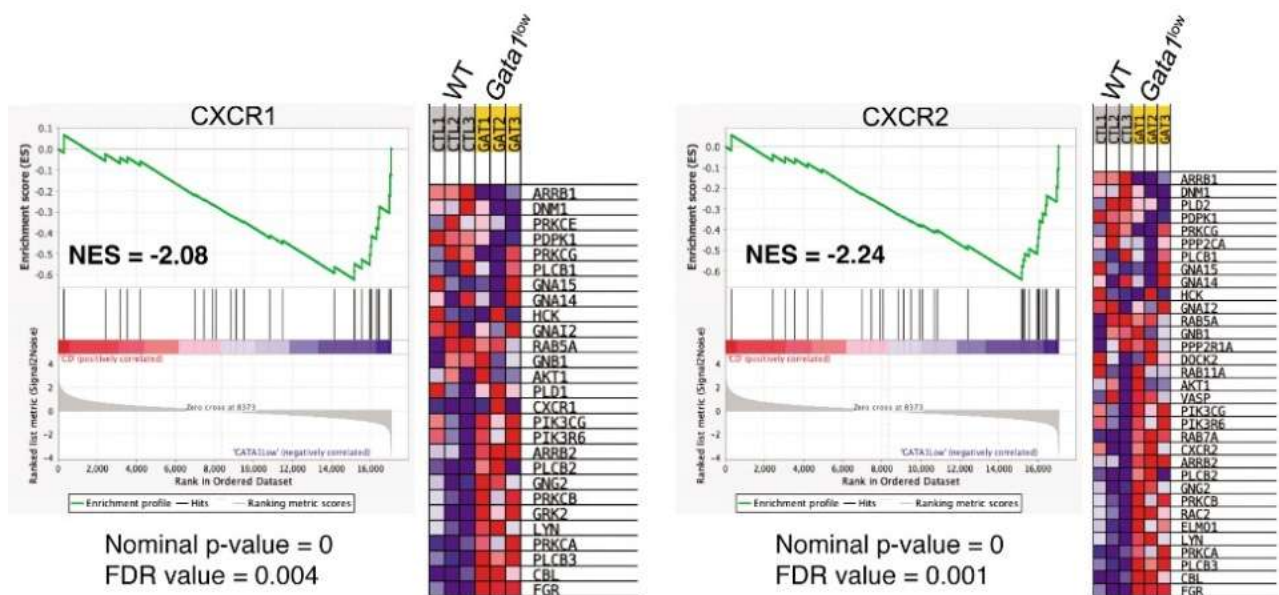 WT Gata1low
CXCR1
Enrichment score (ES)
0.1
0.0
-0.1
-0.2
-0.3
-0.4
-0.5
-0.6
NES = -2.08
(positively correlated)
Ranked list metric (Signal2Noise)
4
2
0
-2
-4
Zero cross at 8373
(negatively correlated)
0 2,000 4,000 6,000 8,000 10,000 12,000 14,000 16,000
Rank in Ordered Dataset
Enrichment profile Hits Ranking metric scores
Nominal p-value = 0
FDR value = 0.004
CTL1 CTL2 CTL3 GAT1 GAT2 GAT3
ARRB1
DNM1
PRKCE
PDPK1
PRKCG
PLCB1
GNA15
GNA14
HCK
GNAI2
RAB5A
GNB1
AKT1
PLD1
CXCR1
PIK3CG
PIK3R6
ARRB2
PLCB2
GNG2
PRKCB
GRK2
LYN
PRKCA
PLCB3
CBL
FGR
WT Gata1low
CXCR2
Enrichment score (ES)
0.0
-0.1
-0.2
-0.3
-0.4
-0.5
-0.6
NES = -2.24
(positively correlated)
Ranked list metric (Signal2Noise)
4
2
0
-2
-4
Zero cross at 8373
(negatively correlated)
0 2,000 4,000 6,000 8,000 10,000 12,000 14,000 16,000
Rank in Ordered Dataset
Enrichment profile Hits Ranking metric scores
Nominal p-value = 0
FDR value = 0.001
CTL1 CTL2 CTL3 GAT1 GAT2 GAT3
ARRB1
DNM1
PLD2
PDPK1
PRKCG
PPP2CA
PLCB1
GNA15
GNA14
HCK
GNAI2
RAB5A
GNB1
PPP2R1A
DOCK2
RAB11A
AKT1
VASP
PIK3CG
PIK3R6
RAB7A
CXCR2
ARRB2
PLCB2
GNG2
PRKCB
RAC2
ELMO1
LYN
PRKCA
PLCB3
CBL
FGR